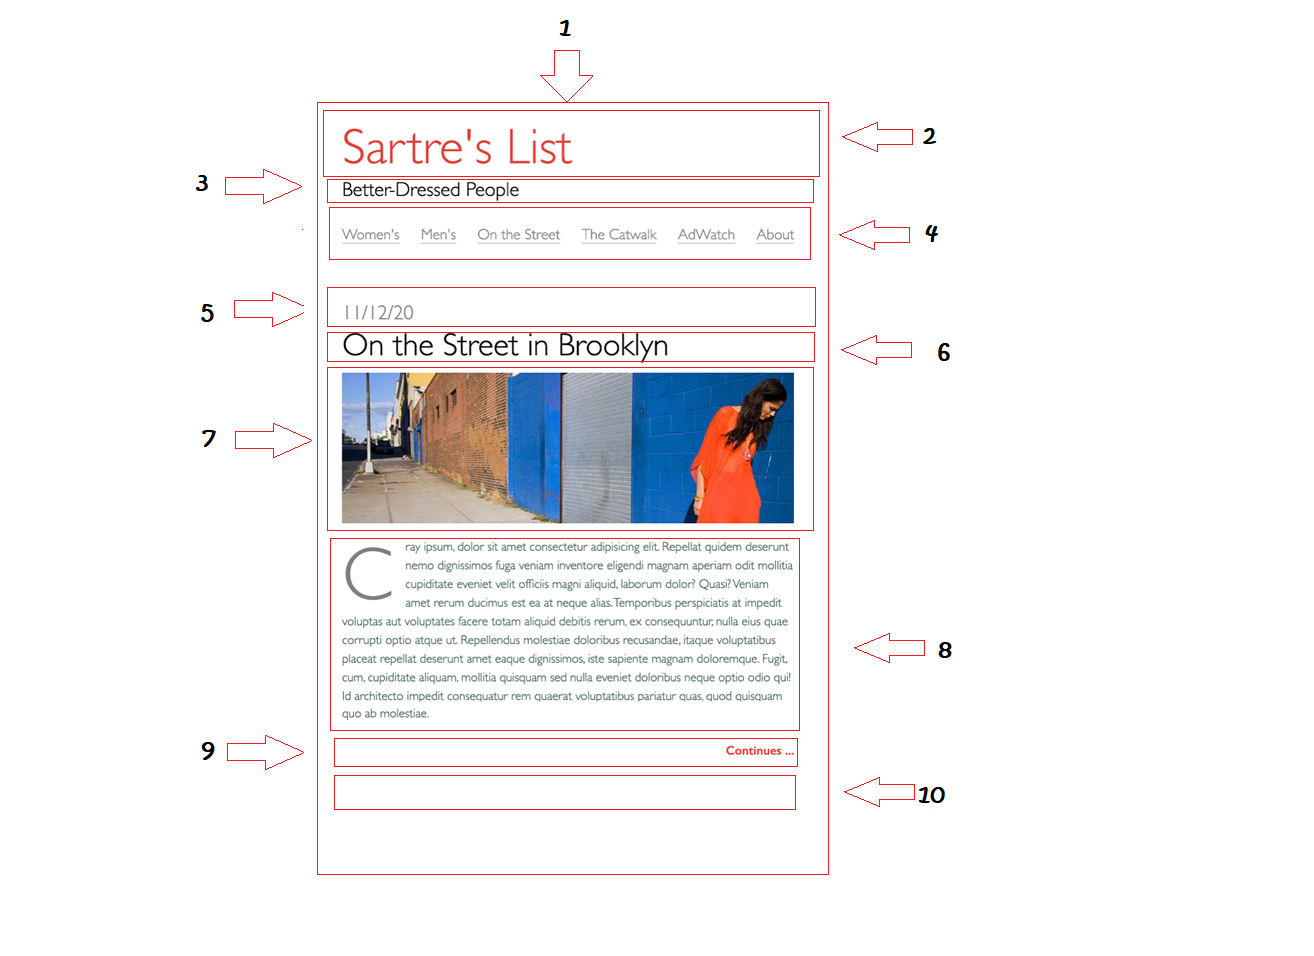 1
Sartre's List
2
3
Better-Dressed People
Women's Men's On the Street The Catwalk AdWatch About
4
5
11/12/20
On the Street in Brooklyn
6
7
Cray ipsum, dolor sit amet consectetur adipisicing elit. Repellat quidem deserunt
nemo dignissimos fuga veniam inventore eligendi magnam aperiam odit mollitia
cupiditate eveniet velit officiis magni aliquid, laborum dolor? Quasi? Veniam
amet rerum ducimus est ea at neque alias. Temporibus perspiciatis at impedit
voluptas aut voluptates facere totam aliquid debitis rerum, ex consequuntur, nulla eius quae
corrupti optio atque ut. Repellendus molestiae doloribus recusandae, itaque voluptatibus
placeat repellat deserunt amet eaque dignissimos, iste sapiente magnam doloremque. Fugit,
cum, cupiditate aliquam, mollitia quisquam sed nulla eveniet doloribus neque optio odio qui!
Id architecto impedit consequatur rem quaerat voluptatibus pariatur quas, quod quisquam
quo ab molestiae.
8
9
Continues ...
10